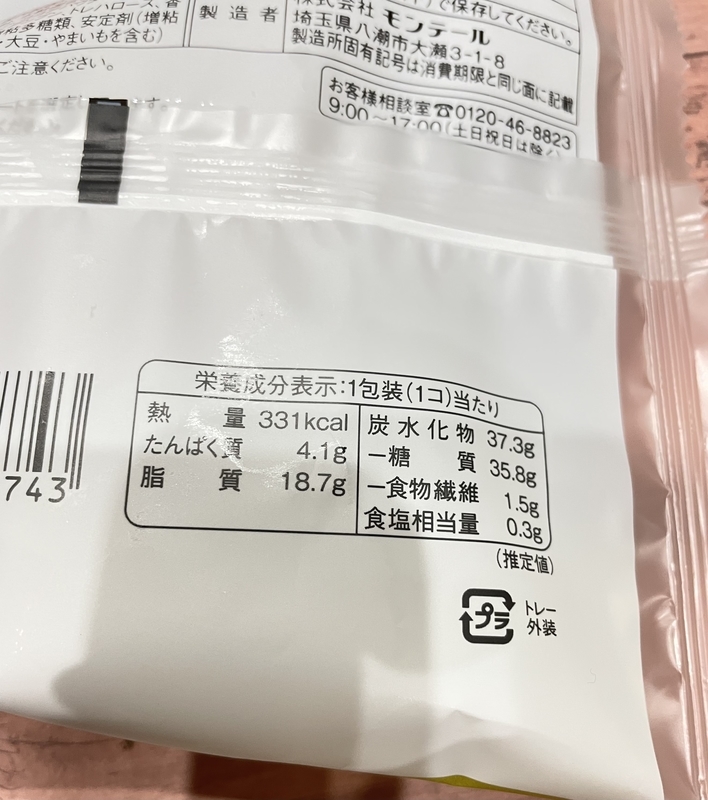 トレハロース、香
粘多糖類、安定剤(増粘
・大豆・やまいもを含む)
ご注意ください。
で保存してください。
製造者
株式会社 モンテール
埼玉県八潮市大瀬3-1-8
製造所固有記号は消費期限と同じ面に記載
お客様相談室☎0120-46-8823
9:00~17:00(土日祝日は除く)
743
栄養成分表示:1包装(1コ)当たり
熱量 331kcal
たんぱく質 4.1g
脂質 18.7g
炭水化物 37.3g
−糖質 35.8g
−食物繊維 1.5g
食塩相当量 0.3g
(推定値)
プラ
トレー
外装